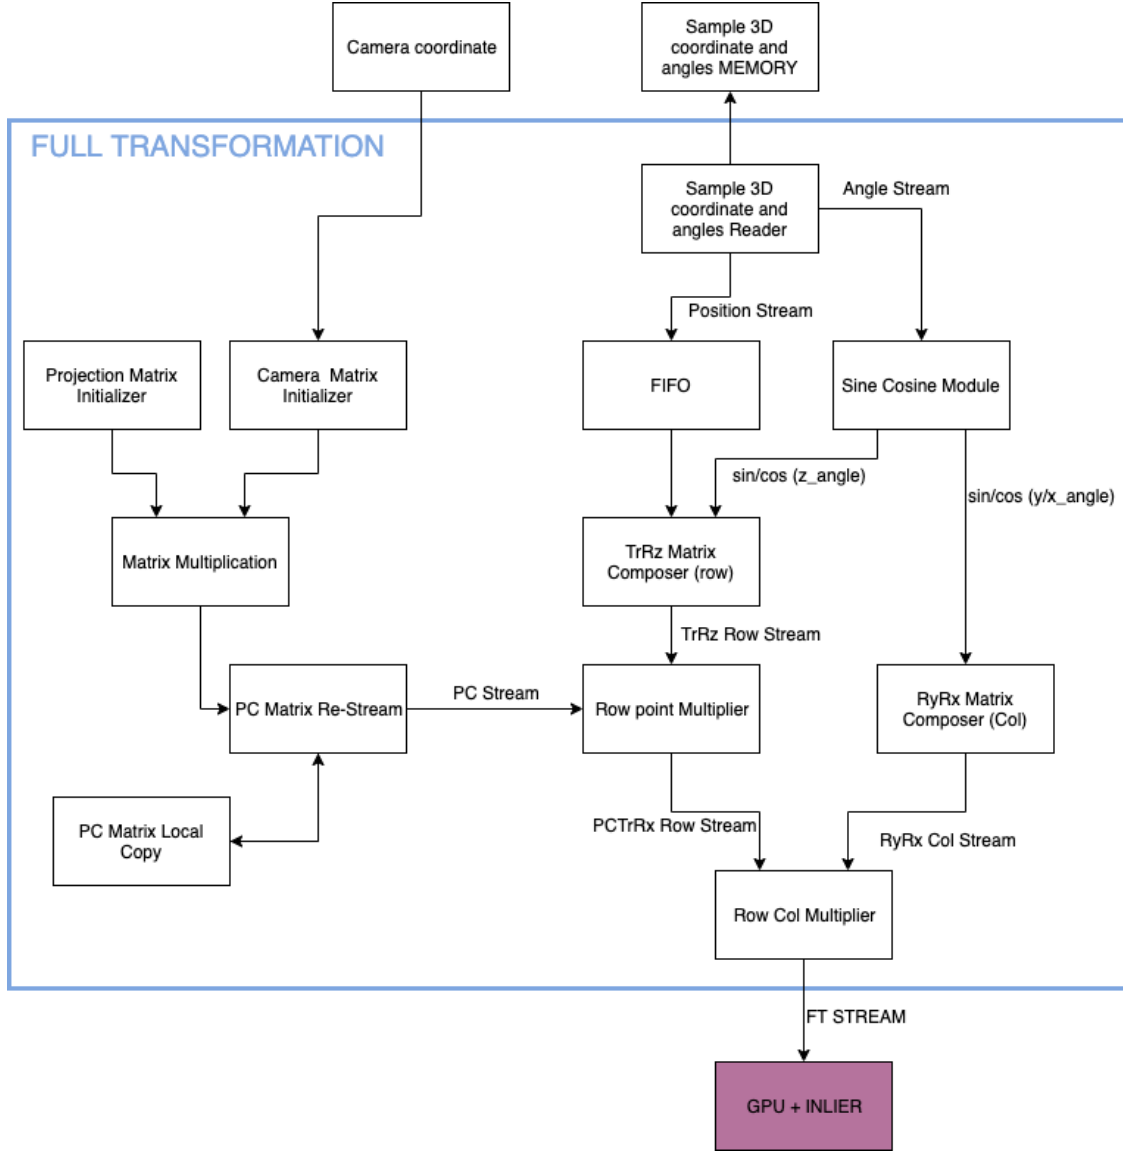 Camera coordinate
Sample 3D
coordinate and
angles MEMORY
FULL TRANSFORMATION
Sample 3D
coordinate and
angles Reader
Angle Stream
Position Stream
Projection Matrix
Initializer
Camera Matrix
Initializer
FIFO
Sine Cosine Module
sin/cos (z_angle)
sin/cos (y/x_angle)
Matrix Multiplication
TrRz Matrix
Composer (row)
TrRz Row Stream
PC Matrix Re-Stream
PC Stream
Row point Multiplier
RyRx Matrix
Composer (Col)
PC Matrix Local
Copy
PCTrRx Row Stream
RyRx Col Stream
Row Col Multiplier
FT STREAM
GPU + INLIER